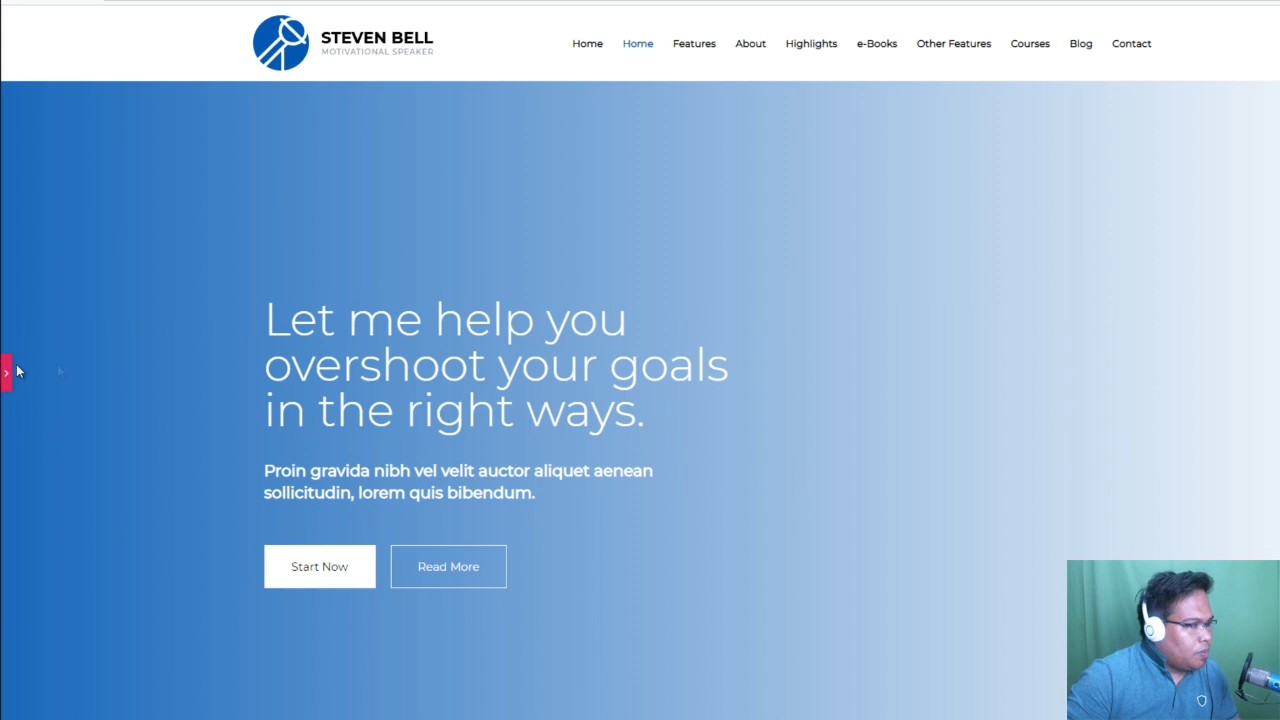 STEVEN BELL
MOTIVATIONAL SPEAKER
Home Home Features About Highlights e-Books Other Features Courses Blog Contact
Let me help you
overshoot your goals
in the right ways.
Proin gravida nibh vel velit auctor aliquet aenean
sollicitudin, lorem quis bibendum.
Start Now Read More